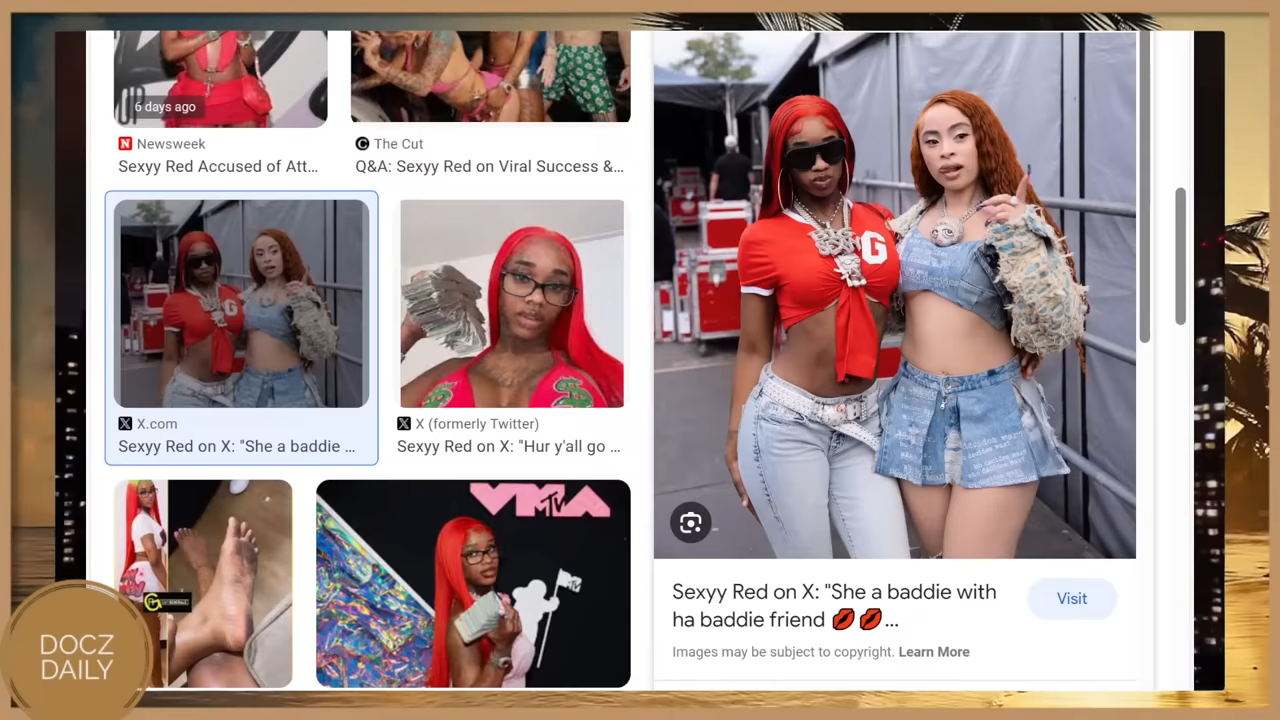 6 days ago
N Newsweek
Sexyy Red Accused of Att...
C The Cut
Q&A: Sexyy Red on Viral Success &...
X.com
Sexyy Red on X: "She a baddie ...
X (formerly Twitter)
Sexyy Red on X: "Hur y'all go ...
VMA
MTV
G
Sexyy Red on X: "She a baddie with
ha baddie friend 💋💋...
Visit
Images may be subject to copyright. Learn More
DOCZ
DAILY